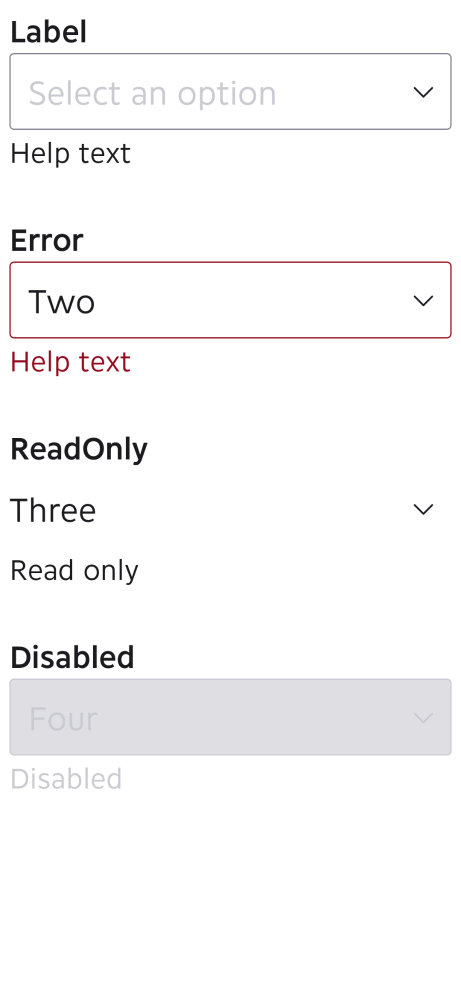 Label
Select an option
Help text
Error
Two
Help text
ReadOnly
Three
Read only
Disabled
Four
Disabled